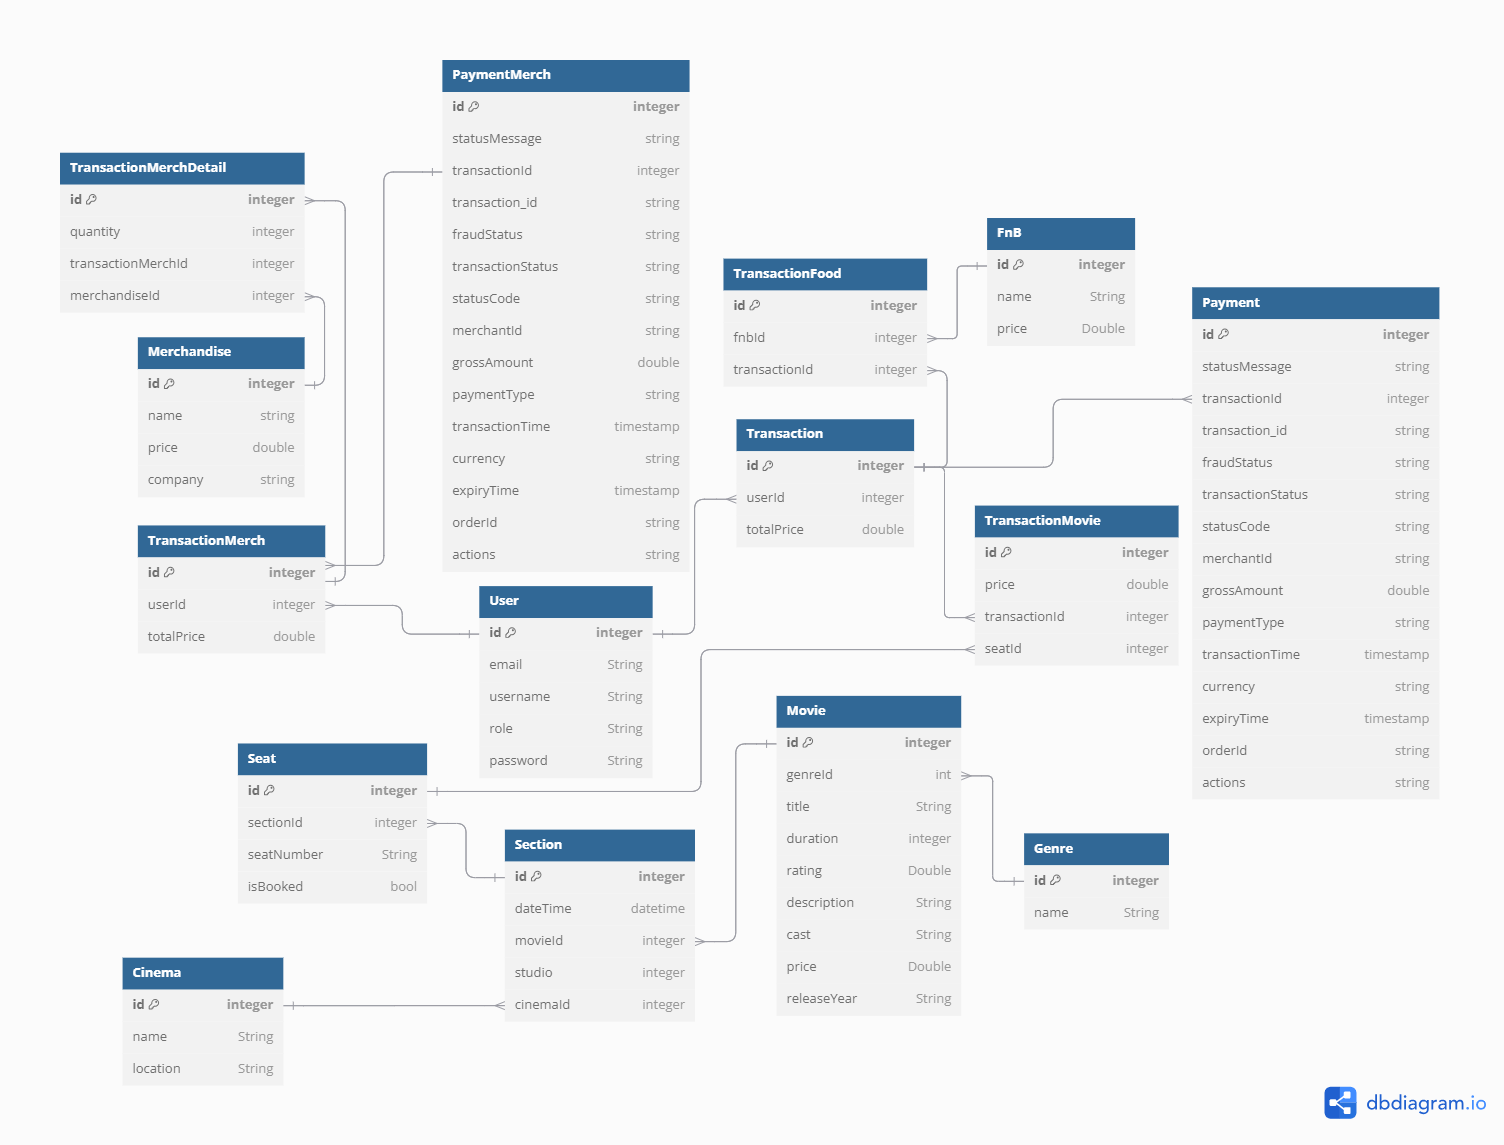 PaymentMerch
id integer
statusMessage string
transactionId integer
transaction_id string
fraudStatus string
transactionStatus string
statusCode string
merchantId string
grossAmount double
paymentType string
transactionTime timestamp
currency string
expiryTime timestamp
orderId string
actions string
TransactionMerchDetail
id integer
quantity integer
transactionMerchId integer
merchandiseId integer
Merchandise
id integer
name string
price double
company string
TransactionMerch
id integer
userId integer
totalPrice double
FnB
id integer
name String
price Double
TransactionFood
id integer
fnbId integer
transactionId integer
Payment
id integer
statusMessage string
transactionId integer
transaction_id string
fraudStatus string
transactionStatus string
statusCode string
merchantId string
grossAmount double
paymentType string
transactionTime timestamp
currency string
expiryTime timestamp
orderId string
actions string
Transaction
id integer
userId integer
totalPrice double
TransactionMovie
id integer
price double
transactionId integer
seatId integer
User
id integer
email String
username String
role String
password String
Movie
id integer
genreId int
title String
duration integer
rating Double
description String
cast String
price Double
releaseYear String
Seat
id integer
sectionId integer
seatNumber String
isBooked bool
Section
id integer
dateTime datetime
movieId integer
studio integer
cinemaId integer
Genre
id integer
name String
Cinema
id integer
name String
location String
dbdiagram.io